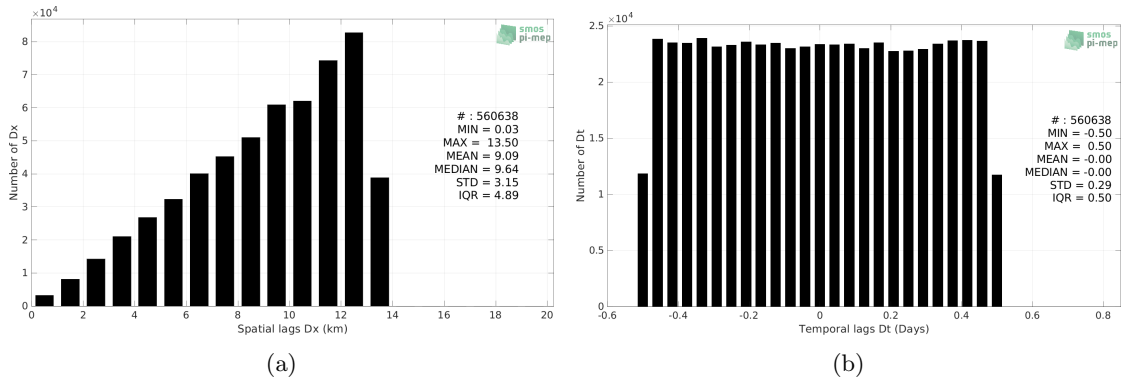 ×10⁴
8
7
6
5
4
3
2
1
0
Number of Dx
0 2 4 6 8 10 12 14 16 18 20
Spatial lags Dx (km)
smos
pi-mep
# : 560638
MIN = 0.03
MAX = 13.50
MEAN = 9.09
MEDIAN = 9.64
STD = 3.15
IQR = 4.89
(a)
×10⁴
2.5
2
1.5
1
0.5
0
Number of Dt
-0.6 -0.4 -0.2 0 0.2 0.4 0.6 0.8
Temporal lags Dt (Days)
smos
pi-mep
# : 560638
MIN = -0.50
MAX = 0.50
MEAN = -0.00
MEDIAN = -0.00
STD = 0.29
IQR = 0.50
(b)